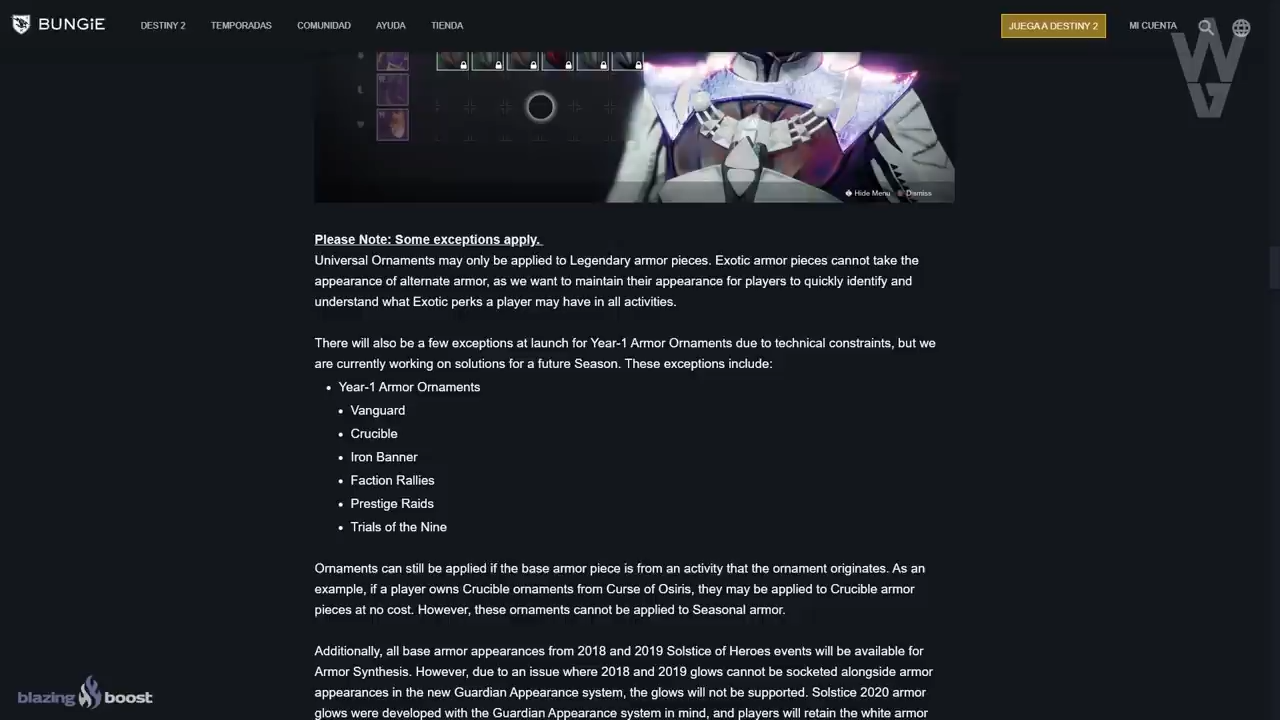 BUNGiE
DESTINY 2
TEMPORADAS
COMUNIDAD
AYUDA
TIENDA
JUEGA A DESTINY 2
MI CUENTA
WG
Hide Menu
Dismiss
Please Note: Some exceptions apply.
Universal Ornaments may only be applied to Legendary armor pieces. Exotic armor pieces cannot take the
appearance of alternate armor, as we want to maintain their appearance for players to quickly identify and
understand what Exotic perks a player may have in all activities.
There will also be a few exceptions at launch for Year-1 Armor Ornaments due to technical constraints, but we
are currently working on solutions for a future Season. These exceptions include:
• Year-1 Armor Ornaments
• Vanguard
• Crucible
• Iron Banner
• Faction Rallies
• Prestige Raids
• Trials of the Nine
Ornaments can still be applied if the base armor piece is from an activity that the ornament originates. As an
example, if a player owns Crucible ornaments from Curse of Osiris, they may be applied to Crucible armor
pieces at no cost. However, these ornaments cannot be applied to Seasonal armor.
Additionally, all base armor appearances from 2018 and 2019 Solstice of Heroes events will be available for
Armor Synthesis. However, due to an issue where 2018 and 2019 glows cannot be socketed alongside armor
appearances in the new Guardian Appearance system, the glows will not be supported. Solstice 2020 armor
glows were developed with the Guardian Appearance system in mind, and players will retain the white armor
blazing boost